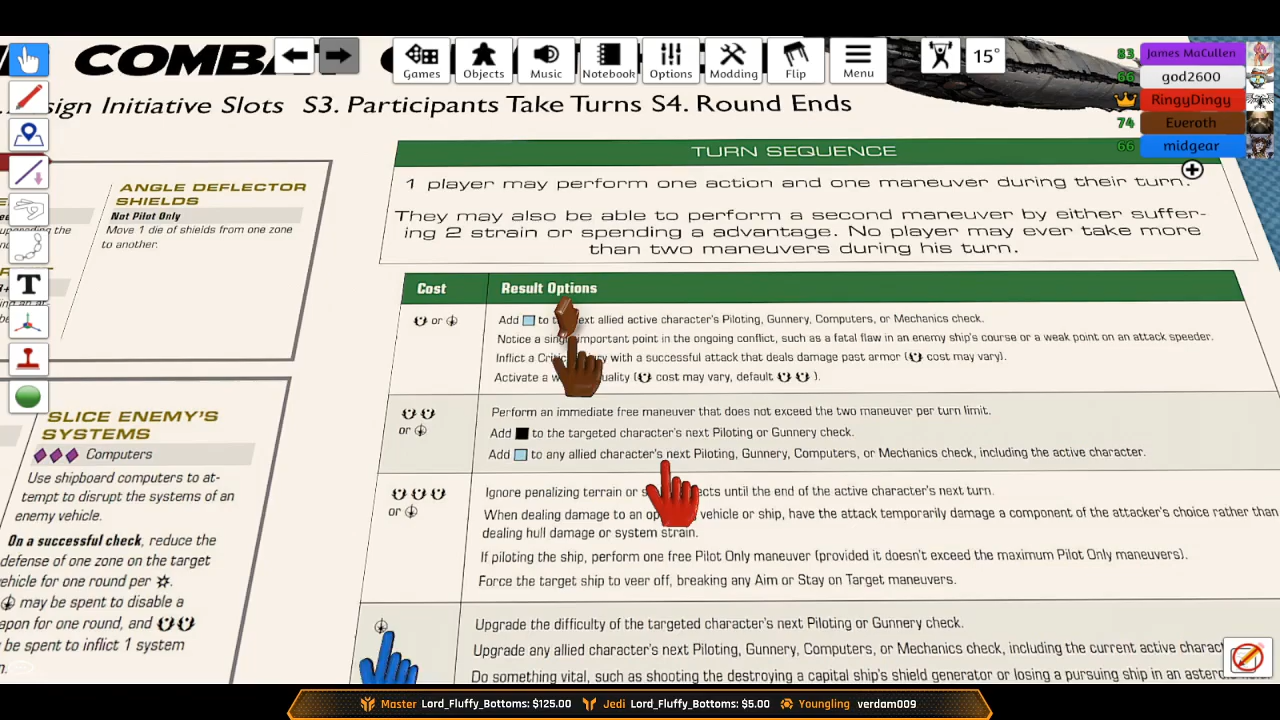 COMBAT
Games
Objects
Music
Notebook
Options
Modding
Flip
Menu
15°
83 James MacCullen
66 god2600
RingyDingy
74 Everoth
66 midgear
sign Initiative Slots S3. Participants Take Turns S4. Round Ends
TURN SEQUENCE
1 player may perform one action and one maneuver during their turn.
They may also be able to perform a second maneuver by either suffer-
ing 2 strain or spending a advantage. No player may ever take more
than two maneuvers during his turn.
ANGLE DEFLECTOR
SHIELDS
Not Pilot Only
Move 1 die of shields from one zone
to another.
the
T
SLICE ENEMY'S
SYSTEMS
Computers
Use shipboard computers to at-
tempt to disrupt the systems of an
enemy vehicle.
On a successful check, reduce the
defense of one zone on the target
vehicle for one round per
may be spent to disable a
for one round, and
be spent to inflict 1 system
Cost Result Options
or Add to next allied active character's Piloting, Gunnery, Computers, or Mechanics check.
Notice a single important point in the ongoing conflict, such as a fatal flaw in an enemy ship's course or a weak point on an attack speeder.
Inflict a Critical with a successful attack that deals damage past armor ( cost may vary).
Activate a quality ( cost may vary, default ).
or Perform an immediate free maneuver that does not exceed the two maneuver per turn limit.
Add to the targeted character's next Piloting or Gunnery check.
Add to any allied character's next Piloting, Gunnery, Computers, or Mechanics check, including the active character.
or Ignore penalizing terrain or until the end of the active character's next turn.
When dealing damage to an vehicle or ship, have the attack temporarily damage a component of the attacker's choice rather than
dealing hull damage or system strain.
If piloting the ship, perform one free Pilot Only maneuver (provided it doesn't exceed the maximum Pilot Only maneuvers).
Force the target ship to veer off, breaking any Aim or Stay on Target maneuvers.
Upgrade the difficulty of the targeted character's next Piloting or Gunnery check.
Upgrade any allied character's next Piloting, Gunnery, Computers, or Mechanics check, including the current active
Do something vital, such as shooting the destroying a capital ship's shield generator or losing a pursuing ship in an
Master Lord_Fluffy_Bottoms: $125.00 Jedi Lord_Fluffy_Bottoms: $5.00 Youngling verdam009